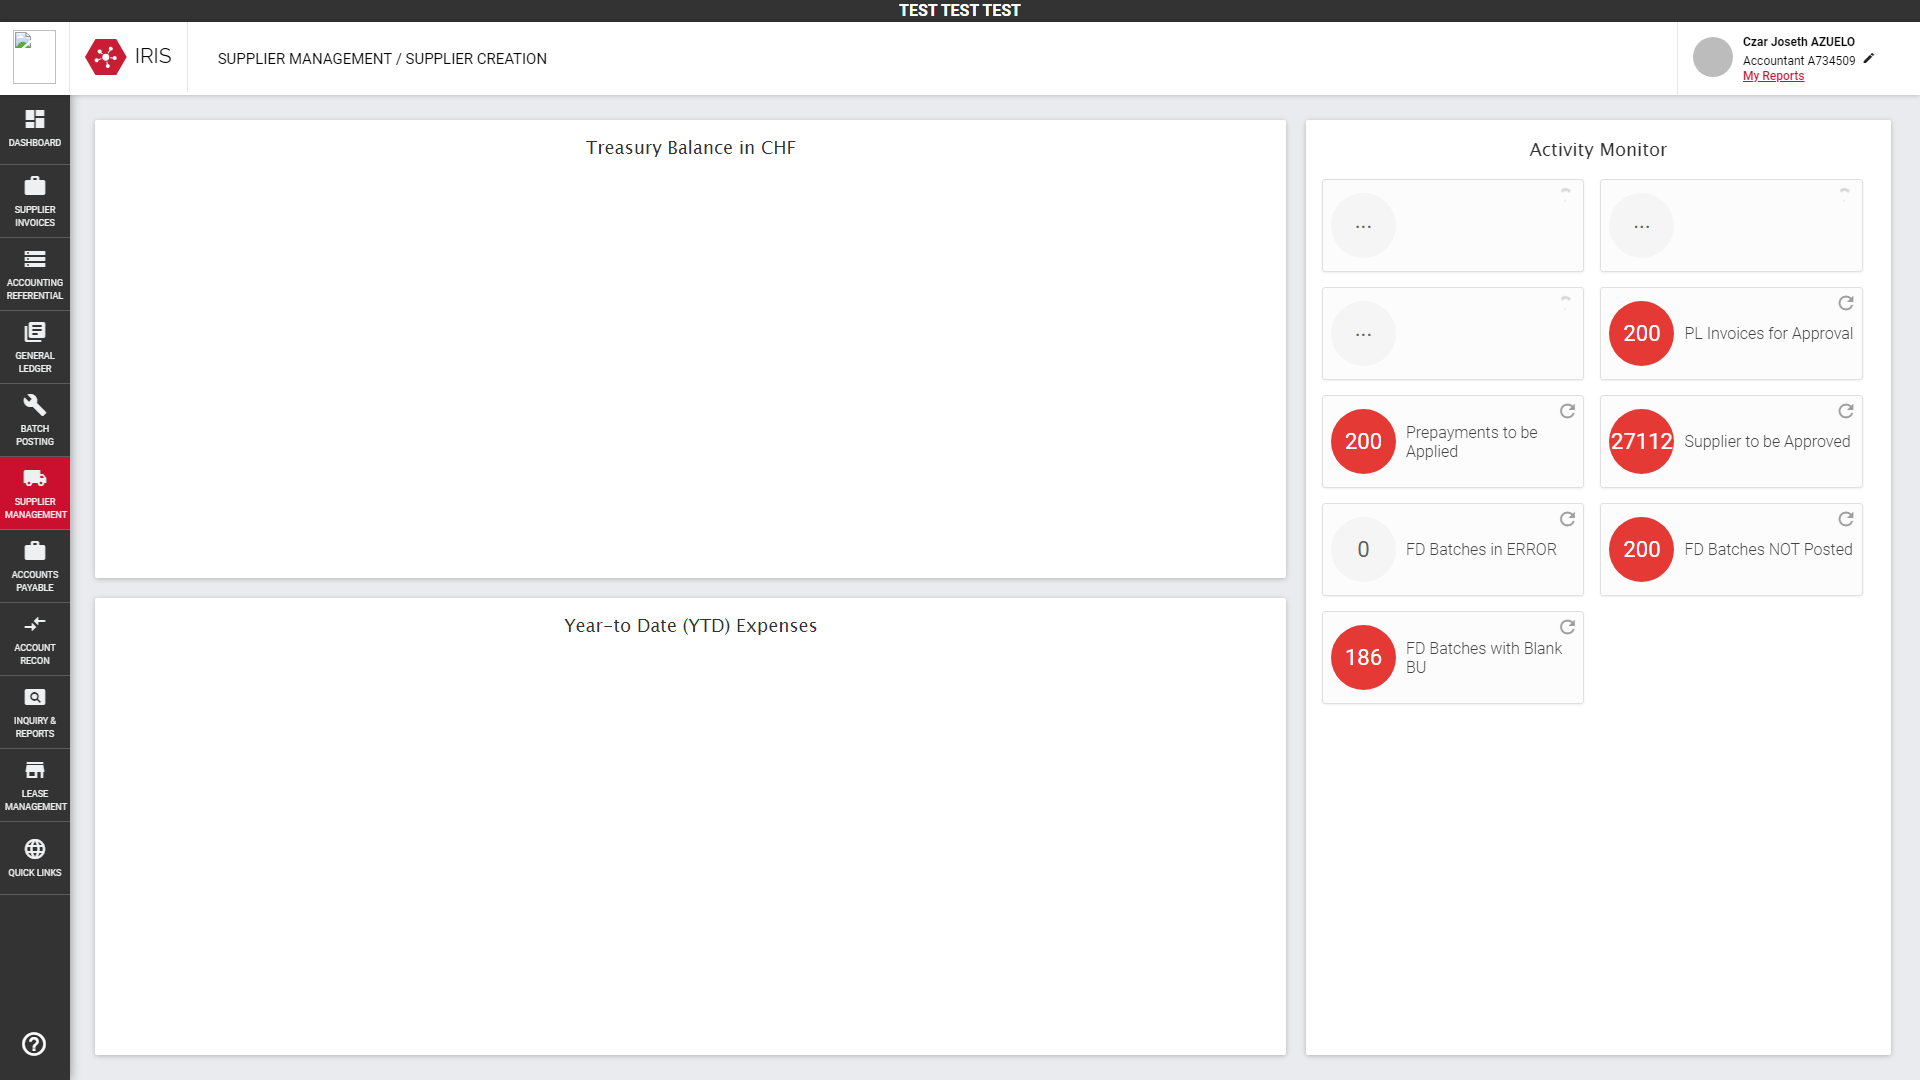 TEST TEST TEST
IRIS
SUPPLIER MANAGEMENT / SUPPLIER CREATION
Czar Joseth AZUELO
Accountant A734509
My Reports
DASHBOARD
SUPPLIER
INVOICES
ACCOUNTING
REFERENTIAL
GENERAL
LEDGER
BATCH
POSTING
SUPPLIER
MANAGEMENT
ACCOUNTS
PAYABLE
ACCOUNT
RECON
INQUIRY &
REPORTS
LEASE
MANAGEMENT
QUICK LINKS
Treasury Balance in CHF
Year-to Date (YTD) Expenses
Activity Monitor
...
...
...
200 PL Invoices for Approval
200 Prepayments to be
Applied
27112 Supplier to be Approved
0 FD Batches in ERROR
200 FD Batches NOT Posted
186 FD Batches with Blank
BU